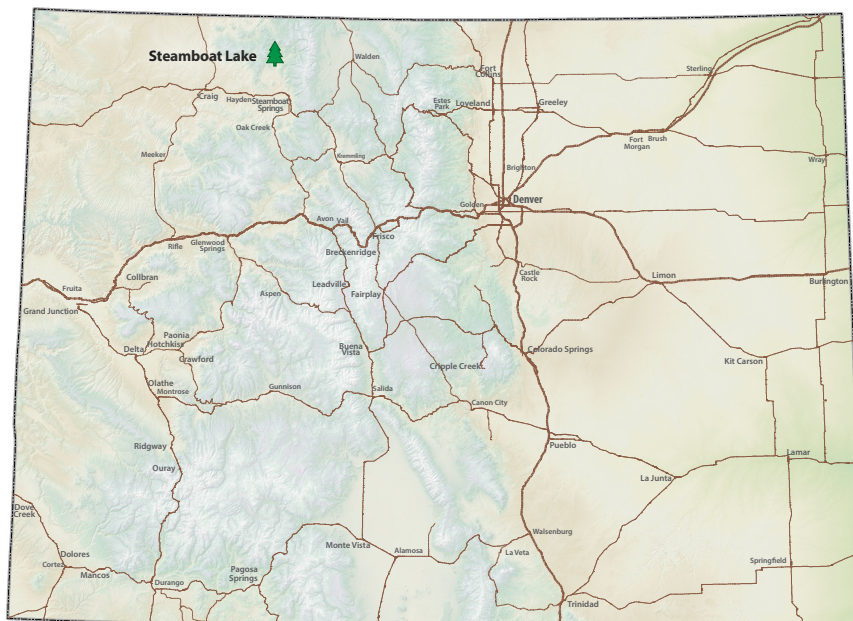 Steamboat Lake
Walden
Fort
Collins
Sterling
Craig
Hayden
Steamboat
Springs
Estes
Park
Loveland
Greeley
Oak Creek
Fort
Morgan
Brush
Meeker
Kremmling
Wray
Brighton
Golden
Denver
Avon
Vail
Frisco
Rifle
Glenwood
Springs
Breckenridge
Collbran
Castle
Rock
Limon
Burlington
Fruita
Leadville
Aspen
Fairplay
Grand Junction
Paonia
Hotchkiss
Delta
Crawford
Buena
Vista
Colorado Springs
Cripple Creek
Kit Carson
Olathe
Montrose
Gunnison
Salida
Canon City
Ridgway
Pueblo
Ouray
Lamar
La Junta
Dove
Creek
Walsenburg
Monte Vista
Alamosa
La Veta
Dolores
Cortez
Mancos
Pagosa
Springs
Durango
Springfield
Trinidad